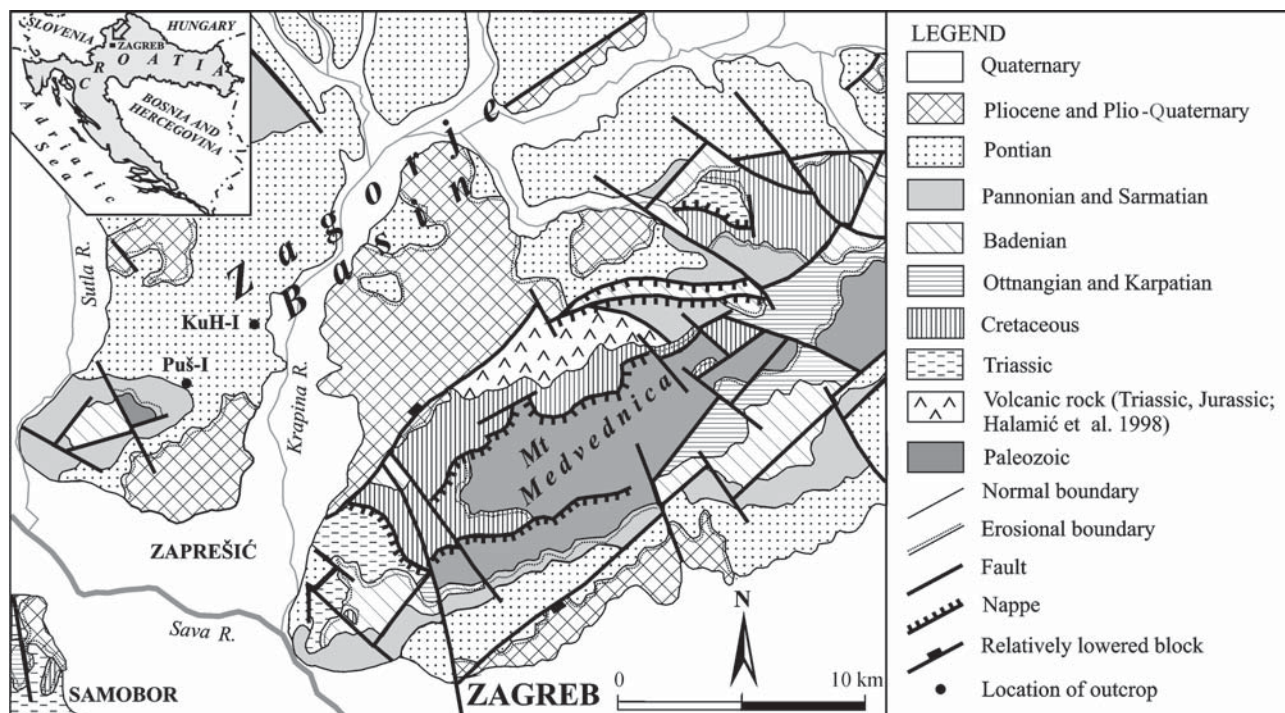 SLOVENIA
HUNGARY
ZAGREB
CROATIA
BOSNIA AND
HERCEGOVINA
Adriatic
Sea
Zagorje
Basin
Sutla R.
KuH-I
Puš-I
Krapina R.
Mt
Medvednica
ZAPREŠIĆ
Sava R.
SAMOBOR
ZAGREB
N
0 10 km
LEGEND
Quaternary
Pliocene and Plio-Quaternary
Pontian
Pannonian and Sarmatian
Badenian
Ottnangian and Karpatian
Cretaceous
Triassic
Volcanic rock (Triassic, Jurassic;
Halamić et al. 1998)
Paleozoic
Normal boundary
Erosional boundary
Fault
Nappe
Relatively lowered block
Location of outcrop